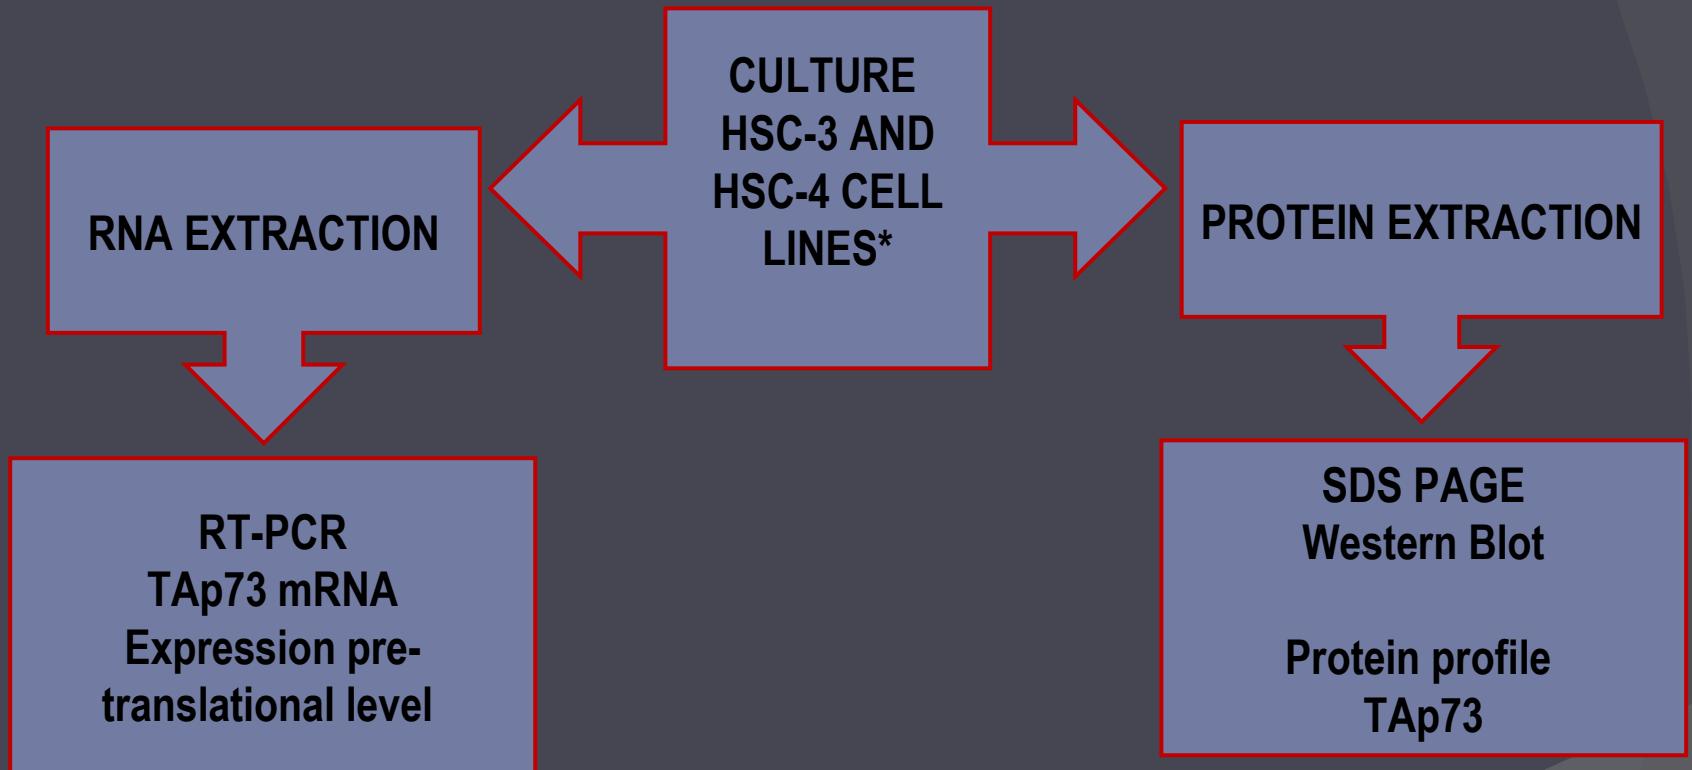 CULTURE
HSC-3 AND
HSC-4 CELL
LINES*
RNA EXTRACTION
PROTEIN EXTRACTION
RT-PCR
TAp73 mRNA
Expression pre-
translational level
SDS PAGE
Western Blot
Protein profile
TAp73